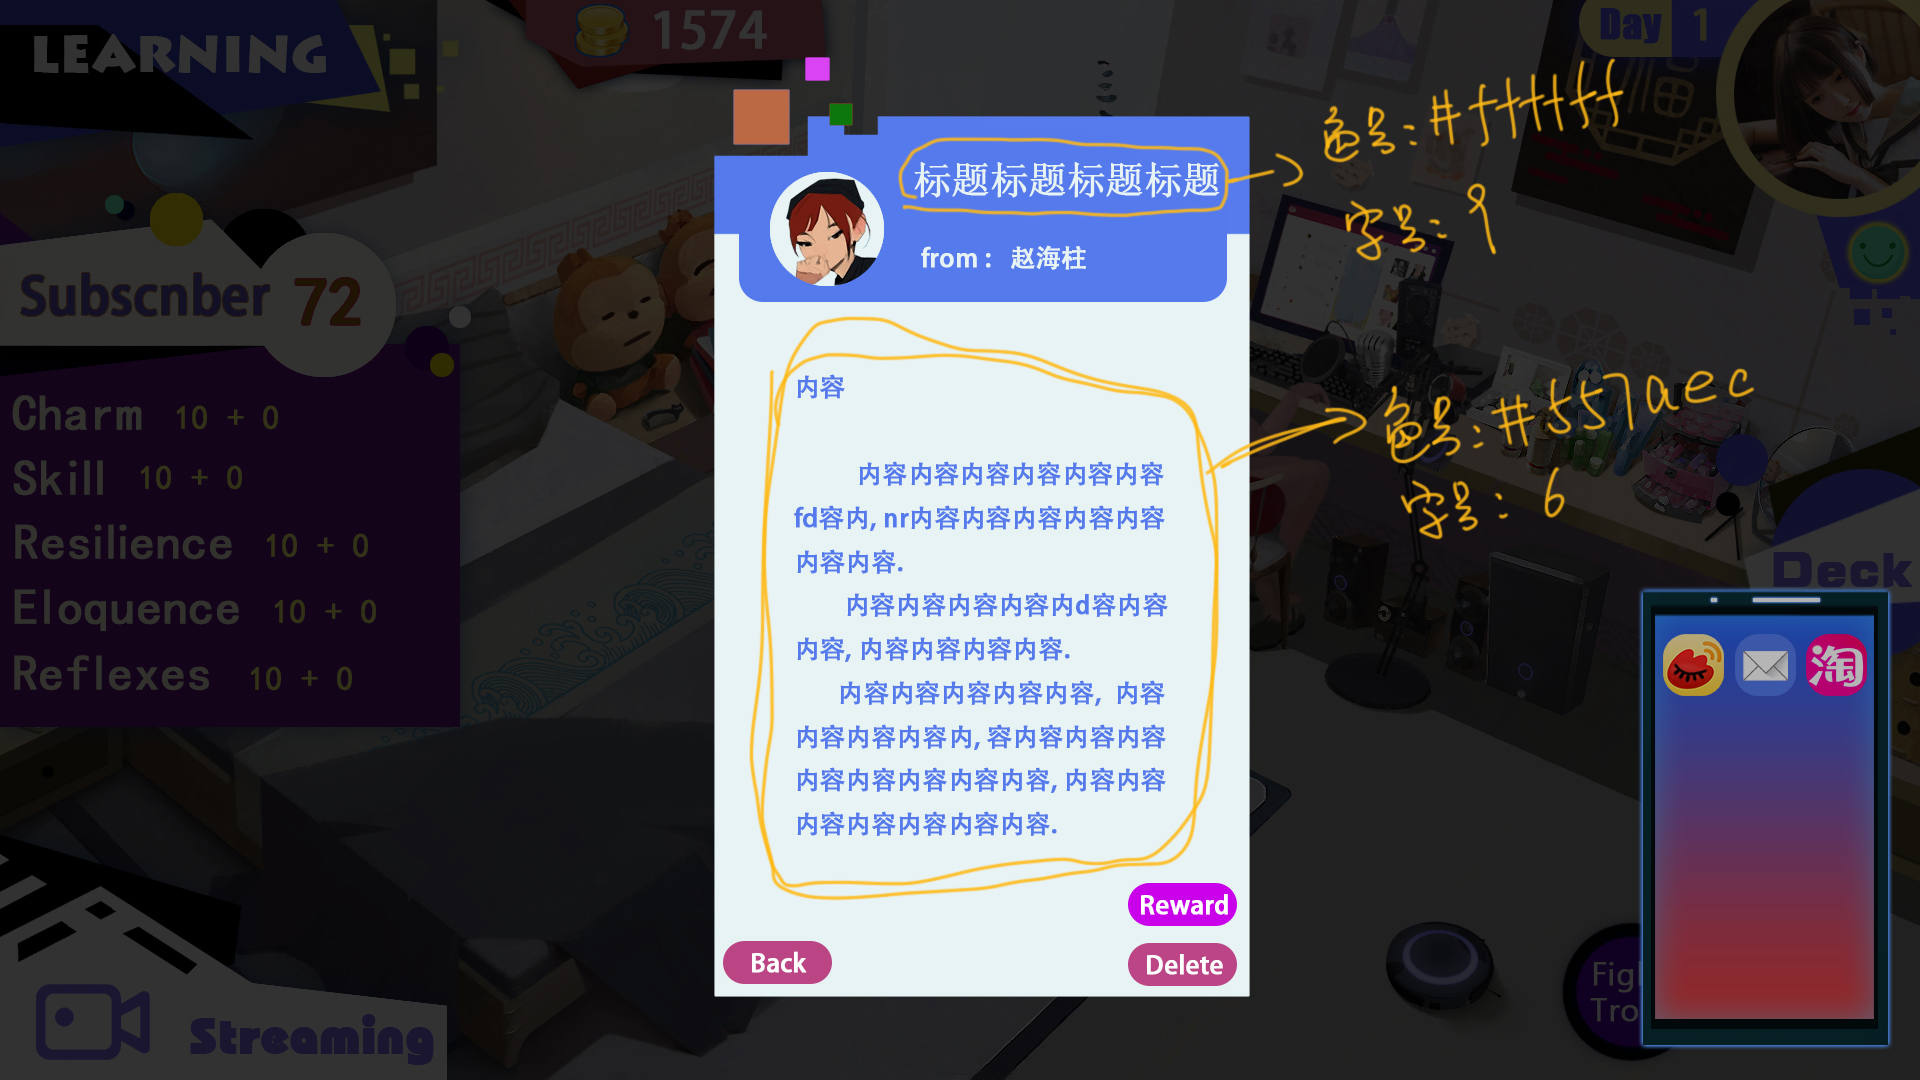 LEARNING
1574
Day 1
Subscnber 72
Charm 10 + 0
Skill 10 + 0
Resilience 10 + 0
Eloquence 10 + 0
Reflexes 10 + 0
Streaming
标题标题标题标题
from : 赵海柱
内容
内容内容内容内容内容内容
fd容内, nr内容内容内容内容内容
内容内容.
内容内容内容内容内d容内容
内容, 内容内容内容内容.
内容内容内容内容内容, 内容
内容内容内容内, 容内容内容内容
内容内容内容内容内容, 内容内容
内容内容内容内容内容.
Reward
Back
Delete
色号: #ffffff
字号: 9
色号: #557aec
字号: 6
Deck
淘
Figh
Tro